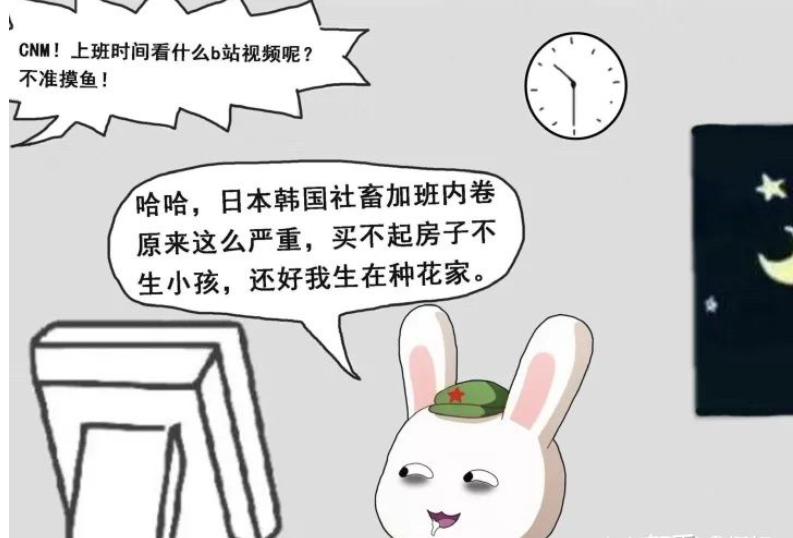 CNM！上班时间看什么b站视频呢？
不准摸鱼！
哈哈，日本韩国社畜加班内卷
原来这么严重，买不起房子不
生小孩，还好我生在种花家。